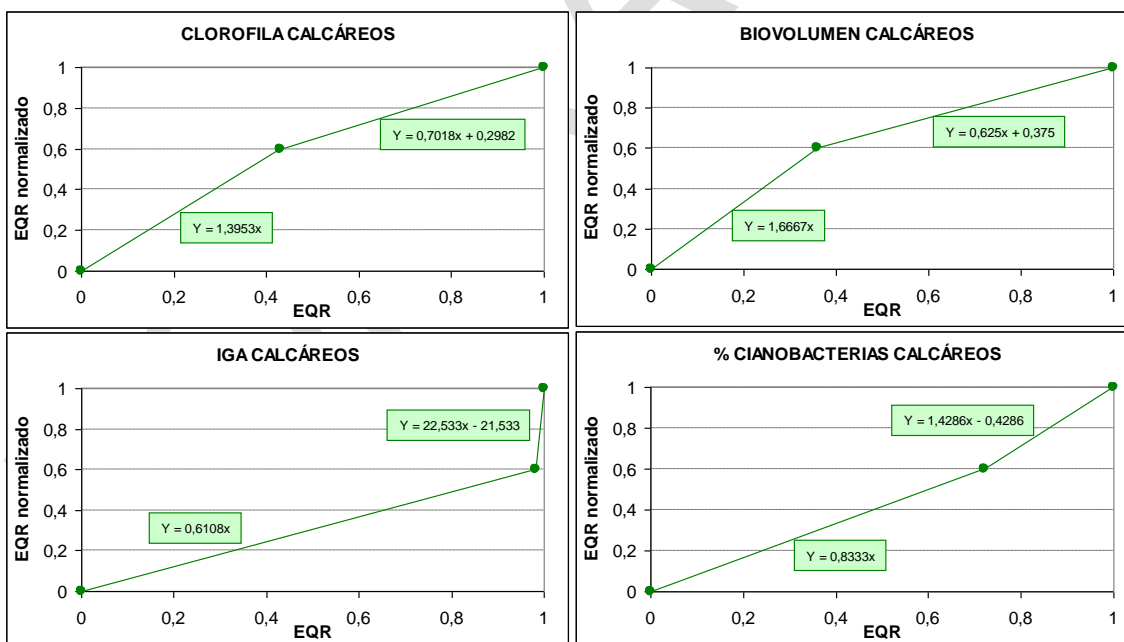 CLOROFILA CALCÁREOS
EQR normalizado
1
0,8
0,6
0,4
0,2
0
Y = 0,7018x + 0,2982
Y = 1,3953x
0 0,2 0,4 0,6 0,8 1
EQR
BIOVOLUMEN CALCÁREOS
EQR normalizado
1
0,8
0,6
0,4
0,2
0
Y = 0,625x + 0,375
Y = 1,6667x
0 0,2 0,4 0,6 0,8 1
EQR
IGA CALCÁREOS
EQR normalizado
1
0,8
0,6
0,4
0,2
0
Y = 22,533x - 21,533
Y = 0,6108x
0 0,2 0,4 0,6 0,8 1
EQR
% CIANOBACTERIAS CALCÁREOS
EQR normalizado
1
0,8
0,6
0,4
0,2
0
Y = 1,4286x - 0,4286
Y = 0,8333x
0 0,2 0,4 0,6 0,8 1
EQR